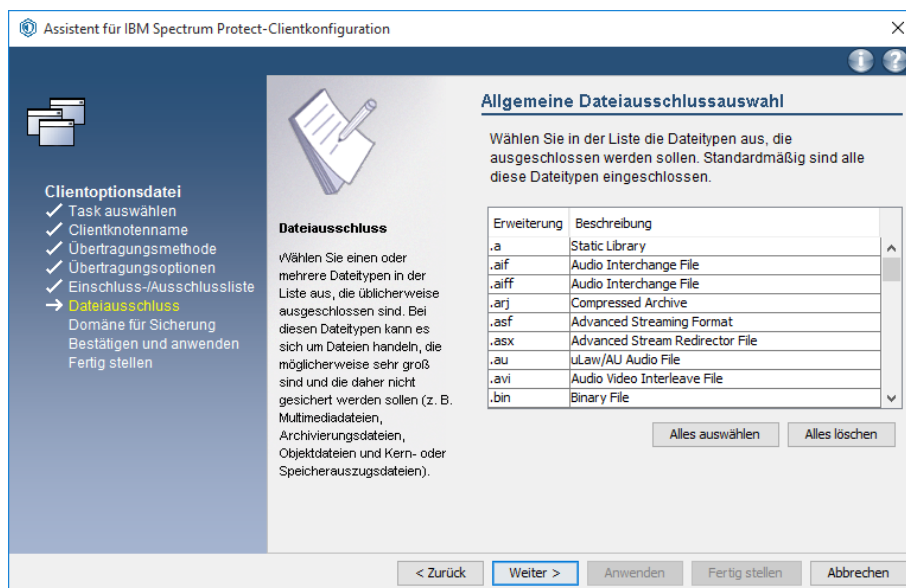 Assistent für IBM Spectrum Protect-Clientkonfiguration
Clientoptionsdatei
Task auswählen
Clientknotenname
Übertragungsmethode
Übertragungsoptionen
Einschluss-/Ausschlussliste
Dateiausschluss
Domäne für Sicherung
Bestätigen und anwenden
Fertig stellen
Dateiausschluss
Wählen Sie einen oder
mehrere Dateitypen in der
Liste aus, die üblicherweise
ausgeschlossen sind. Bei
diesen Dateitypen kann es
sich um Dateien handeln, die
möglicherweise sehr groß
sind und die daher nicht
gesichert werden sollen (z. B.
Multimediadateien,
Archivierungsdateien,
Objektdateien und Kern- oder
Speicherauszugsdateien).
Allgemeine Dateiausschlussauswahl
Wählen Sie in der Liste die Dateitypen aus, die
ausgeschlossen werden sollen. Standardmäßig sind alle
diese Dateitypen eingeschlossen.
Erweiterung Beschreibung
.a Static Library
.aif Audio Interchange File
.aiff Audio Interchange File
.arj Compressed Archive
.asf Advanced Streaming Format
.asx Advanced Stream Redirector File
.au uLaw/AU Audio File
.avi Audio Video Interleave File
.bin Binary File
Alles auswählen Alles löschen
< Zurück Weiter > Anwenden Fertig stellen Abbrechen